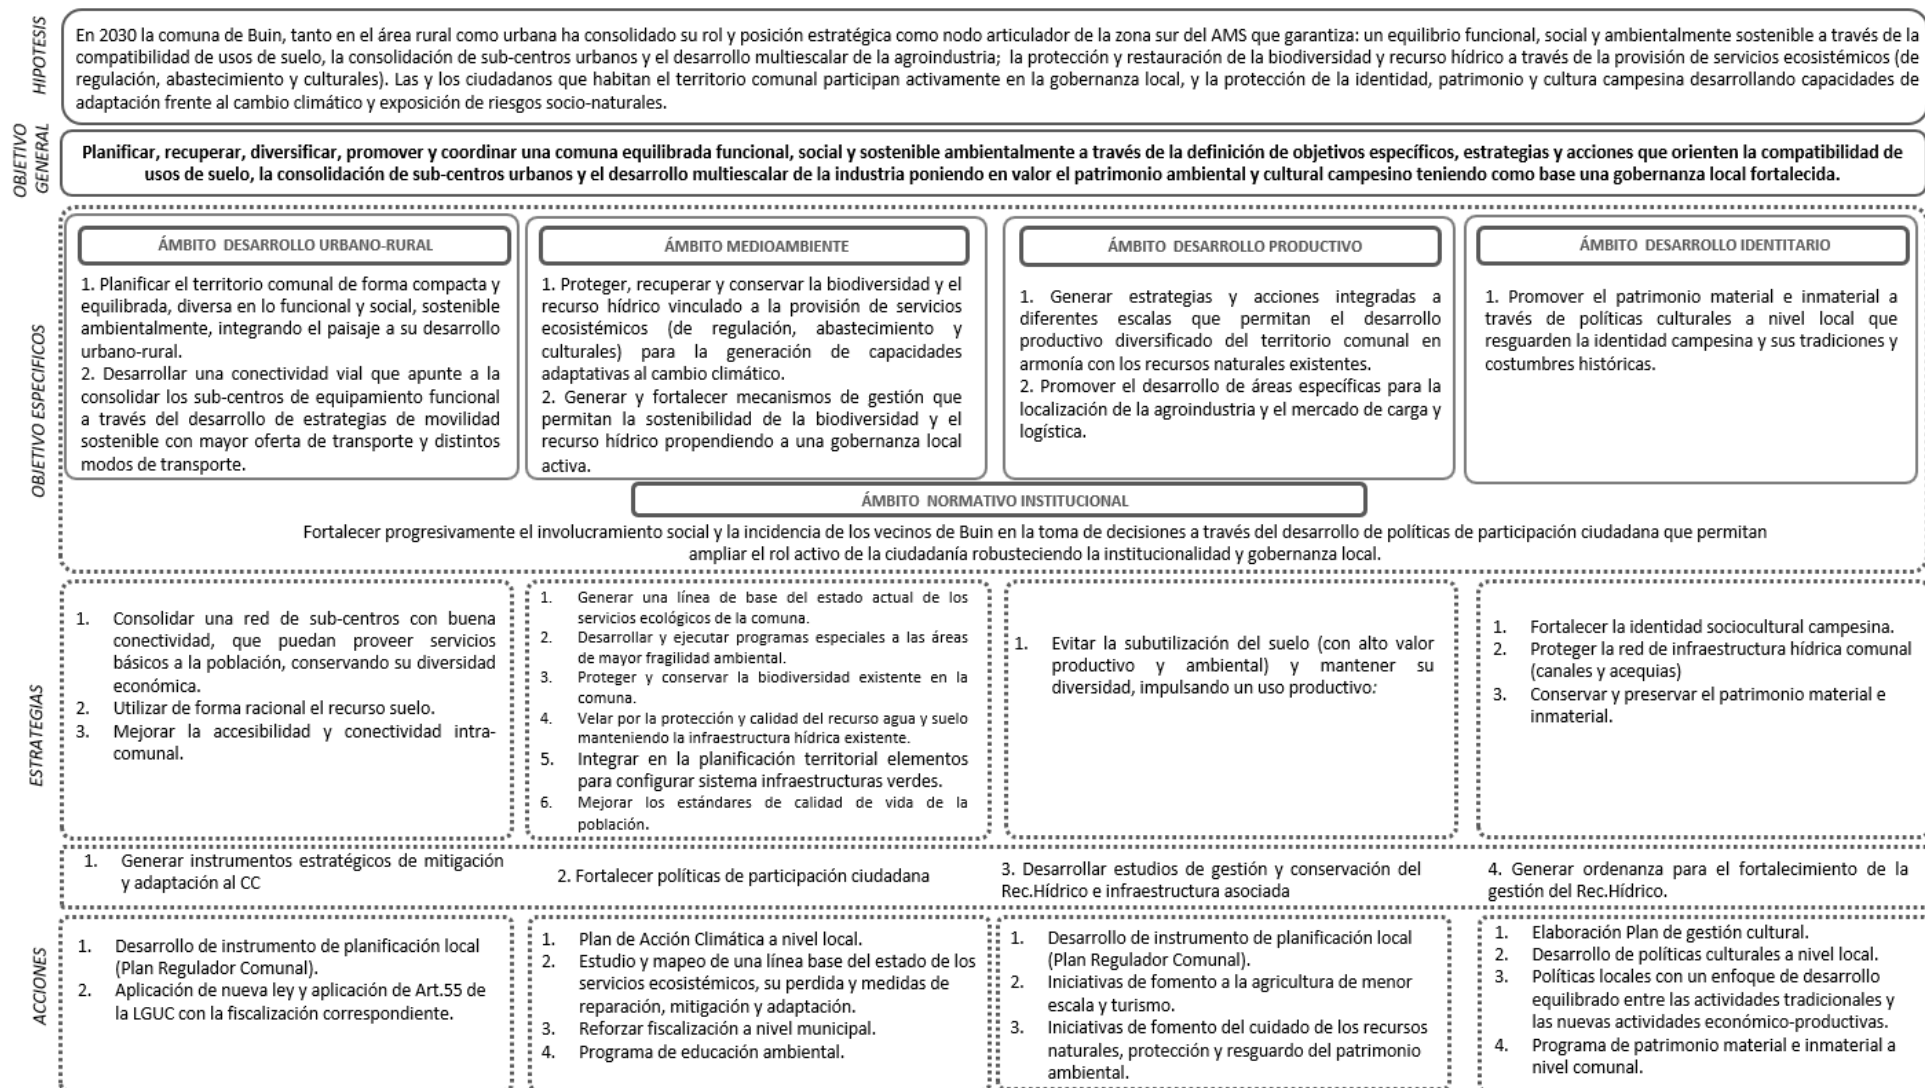 HIPOTESIS
En 2030 la comuna de Buin, tanto en el área rural como urbana ha consolidado su rol y posición estratégica como nodo articulador de la zona sur del AMS que garantiza: un equilibrio funcional, social y ambientalmente sostenible a través de la
compatibilidad de usos de suelo, la consolidación de sub-centros urbanos y el desarrollo multiescalar de la agroindustria; la protección y restauración de la biodiversidad y recurso hídrico a través de la provisión de servicios ecosistémicos (de
regulación, abastecimiento y culturales). Las y los ciudadanos que habitan el territorio comunal participan activamente en la gobernanza local, y la protección de la identidad, patrimonio y cultura campesina desarrollando capacidades de
adaptación frente al cambio climático y exposición de riesgos socio-naturales.
OBJETIVO
GENERAL
Planificar, recuperar, diversificar, promover y coordinar una comuna equilibrada funcional, social y sostenible ambientalmente a través de la definición de objetivos específicos, estrategias y acciones que orienten la compatibilidad de
usos de suelo, la consolidación de sub-centros urbanos y el desarrollo multiescalar de la industria poniendo en valor el patrimonio ambiental y cultural campesino teniendo como base una gobernanza local fortalecida.
OBJETIVO ESPECIFICOS
ÁMBITO DESARROLLO URBANO-RURAL
1. Planificar el territorio comunal de forma compacta y
equilibrada, diversa en lo funcional y social, sostenible
ambientalmente, integrando el paisaje a su desarrollo
urbano-rural.
2. Desarrollar una conectividad vial que apunte a la
consolidar los sub-centros de equipamiento funcional
a través del desarrollo de estrategias de movilidad
sostenible con mayor oferta de transporte y distintos
modos de transporte.
ÁMBITO MEDIOAMBIENTE
1. Proteger, recuperar y conservar la biodiversidad y el
recurso hídrico vinculado a la provisión de servicios
ecosistémicos (de regulación, abastecimiento y
culturales) para la generación de capacidades
adaptativas al cambio climático.
2. Generar y fortalecer mecanismos de gestión que
permitan la sostenibilidad de la biodiversidad y el
recurso hídrico propendiendo a una gobernanza local
activa.
ÁMBITO DESARROLLO PRODUCTIVO
1. Generar estrategias y acciones integradas a
diferentes escalas que permitan el desarrollo
productivo diversificado del territorio comunal en
armonía con los recursos naturales existentes.
2. Promover el desarrollo de áreas específicas para la
localización de la agroindustria y el mercado de carga y
logística.
ÁMBITO DESARROLLO IDENTITARIO
1. Promover el patrimonio material e inmaterial a
través de políticas culturales a nivel local que
resguarden la identidad campesina y sus tradiciones y
costumbres históricas.
ÁMBITO NORMATIVO INSTITUCIONAL
Fortalecer progresivamente el involucramiento social y la incidencia de los vecinos de Buin en la toma de decisiones a través del desarrollo de políticas de participación ciudadana que permitan
ampliar el rol activo de la ciudadanía robusteciendo la institucionalidad y gobernanza local.
ESTRATEGIAS
1. Consolidar una red de sub-centros con buena
conectividad, que puedan proveer servicios
básicos a la población, conservando su diversidad
económica.
2. Utilizar de forma racional el recurso suelo.
3. Mejorar la accesibilidad y conectividad intra-
comunal.
1. Generar una línea de base del estado actual de los
servicios ecológicos de la comuna.
2. Desarrollar y ejecutar programas especiales a las áreas
de mayor fragilidad ambiental.
3. Proteger y conservar la biodiversidad existente en la
comuna.
4. Velar por la protección y calidad del recurso agua y suelo
manteniendo la infraestructura hídrica existente.
5. Integrar en la planificación territorial elementos
para configurar sistema infraestructuras verdes.
6. Mejorar los estándares de calidad de vida de la
población.
1. Evitar la subutilización del suelo (con alto valor
productivo y ambiental) y mantener su
diversidad, impulsando un uso productivo:
1. Fortalecer la identidad sociocultural campesina.
2. Proteger la red de infraestructura hídrica comunal
(canales y acequias)
3. Conservar y preservar el patrimonio material e
inmaterial.
1. Generar instrumentos estratégicos de mitigación
y adaptación al CC
2. Fortalecer políticas de participación ciudadana
3. Desarrollar estudios de gestión y conservación del
Rec.Hídrico e infraestructura asociada
4. Generar ordenanza para el fortalecimiento de la
gestión del Rec.Hídrico.
ACCIONES
1. Desarrollo de instrumento de planificación local
(Plan Regulador Comunal).
2. Aplicación de nueva ley y aplicación de Art.55 de
la LGUC con la fiscalización correspondiente.
1. Plan de Acción Climática a nivel local.
2. Estudio y mapeo de una línea base del estado de los
servicios ecosistémicos, su perdida y medidas de
reparación, mitigación y adaptación.
3. Reforzar fiscalización a nivel municipal.
4. Programa de educación ambiental.
1. Desarrollo de instrumento de planificación local
(Plan Regulador Comunal).
2. Iniciativas de fomento a la agricultura de menor
escala y turismo.
3. Iniciativas de fomento del cuidado de los recursos
naturales, protección y resguardo del patrimonio
ambiental.
1. Elaboración Plan de gestión cultural.
2. Desarrollo de políticas culturales a nivel local.
3. Políticas locales con un enfoque de desarrollo
equilibrado entre las actividades tradicionales y
las nuevas actividades económico-productivas.
4. Programa de patrimonio material e inmaterial a
nivel comunal.